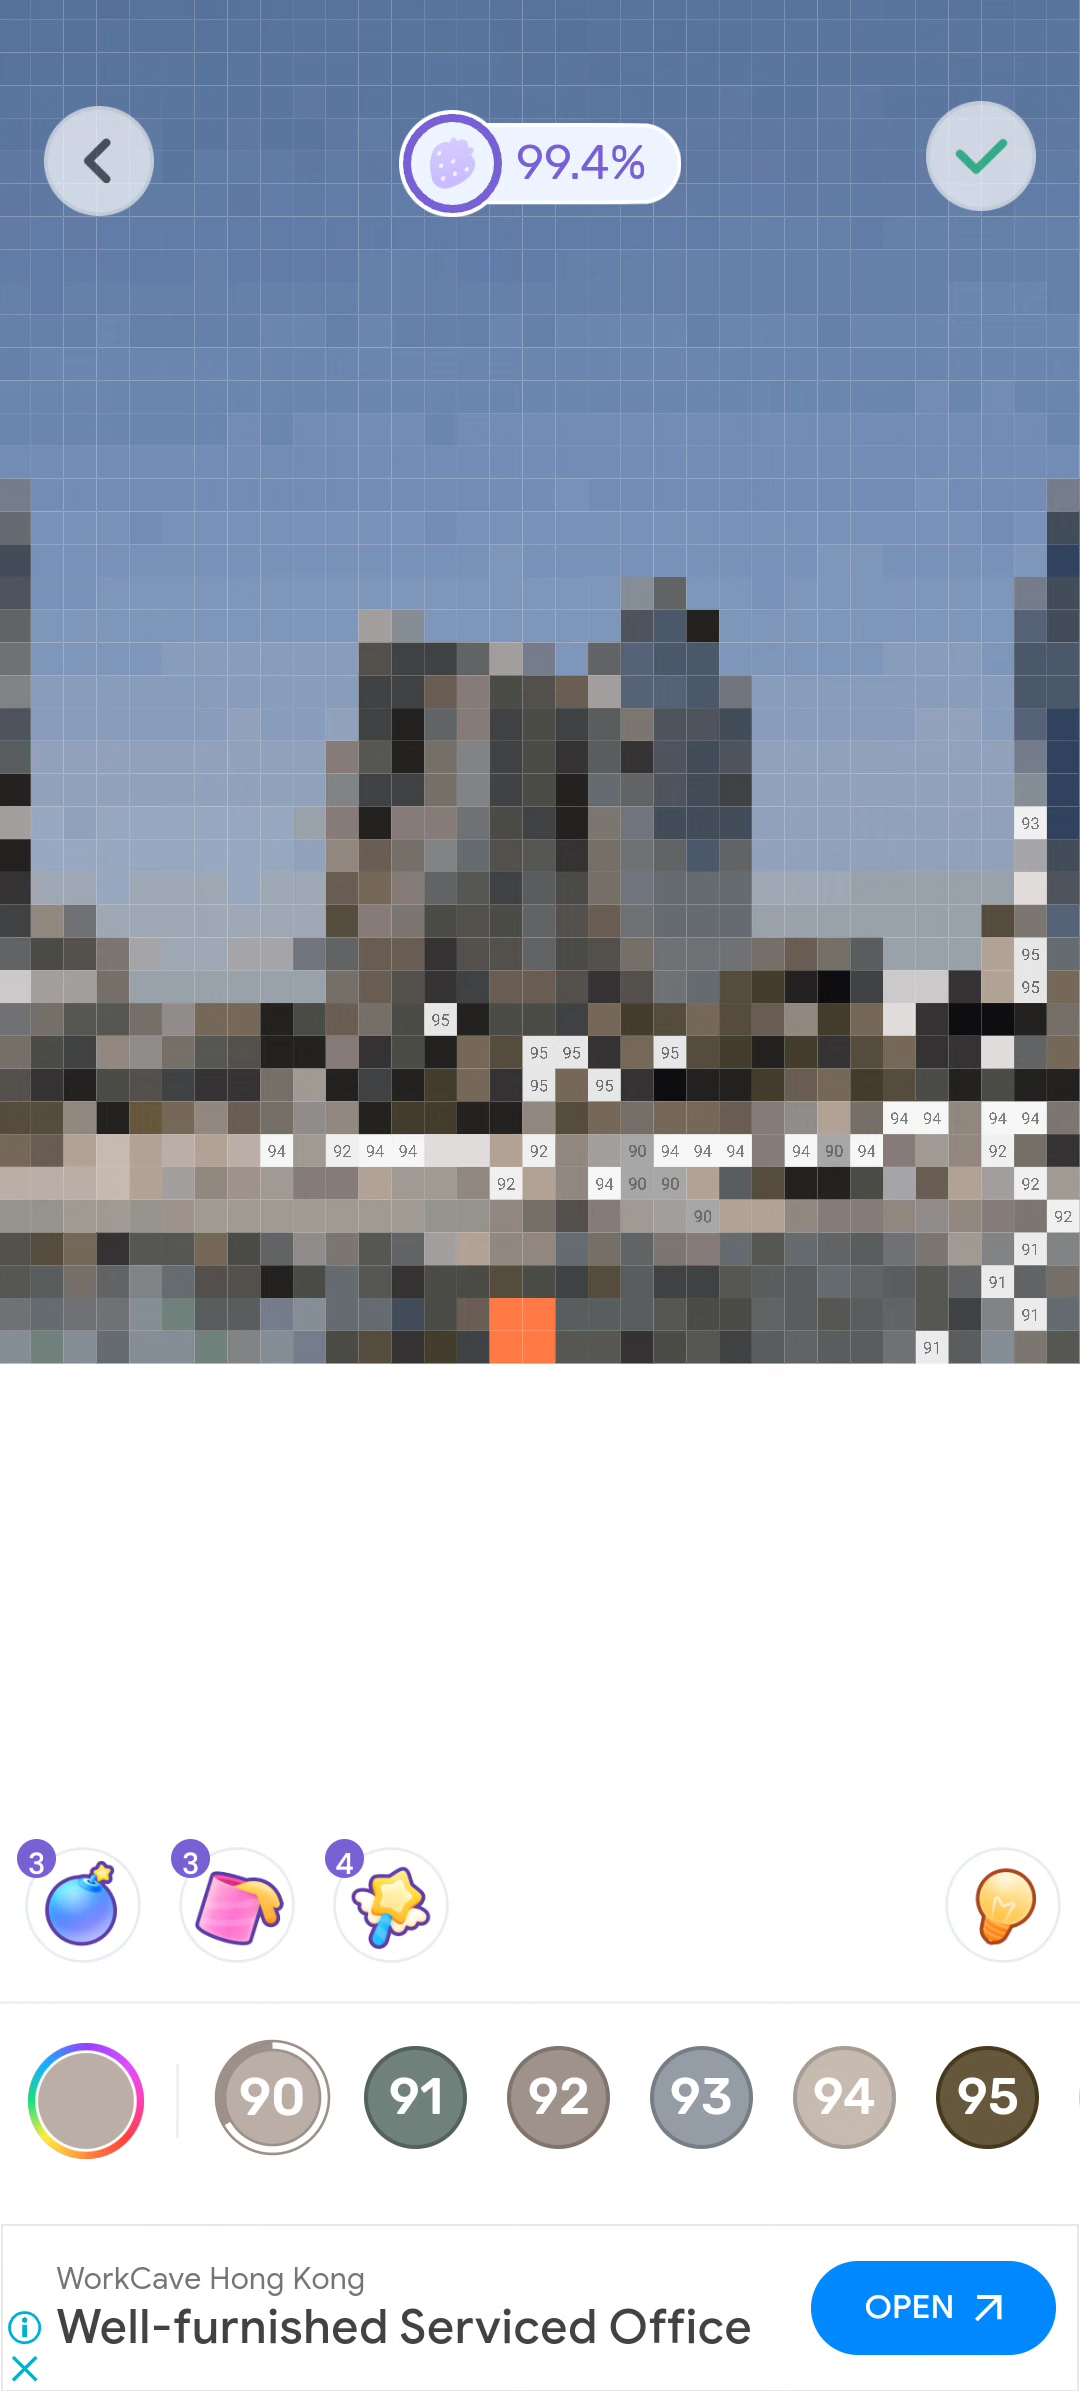 99.4%
93
95
95
95
95 95 95
95 95
94 94 94 94
94 92 94 94 92 90 94 94 94 94 90 94 92
92 94 90 90 92
90 92
91
91
91
91
3 3 4
90 91 92 93 94 95
WorkCave Hong Kong
Well-furnished Serviced Office
OPEN